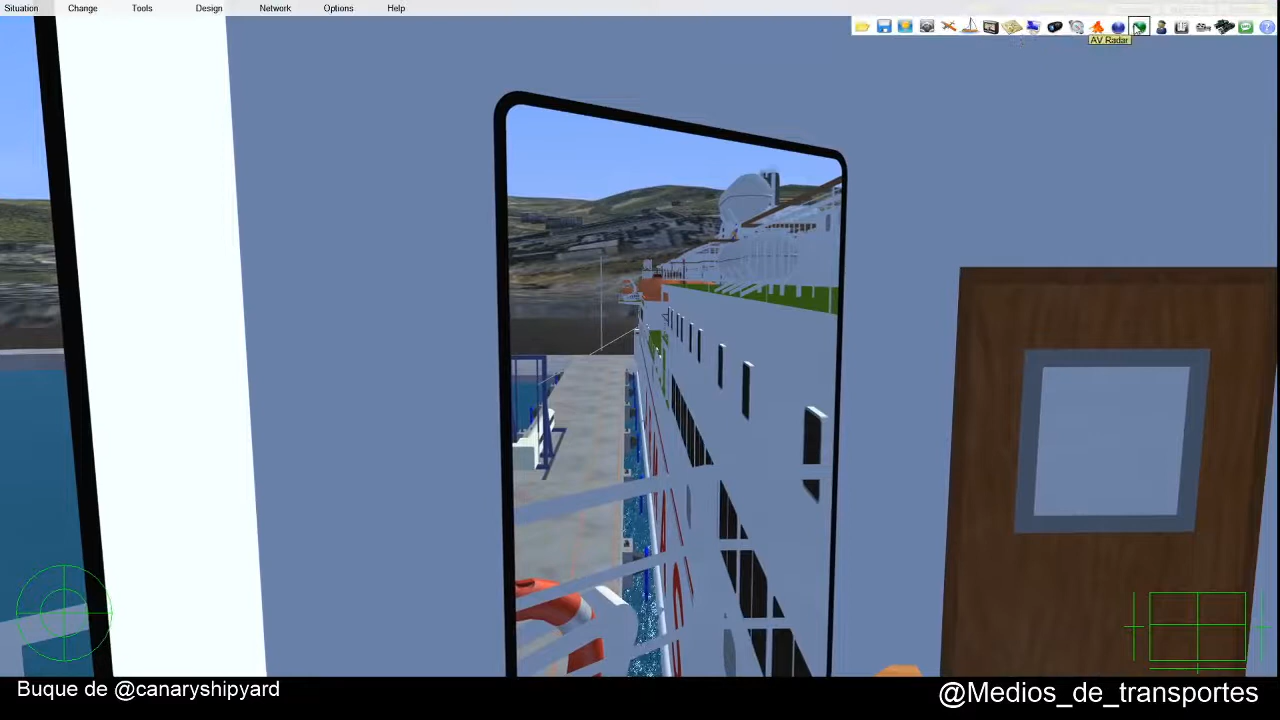 Situation Change Tools Design Network Options Help
AV Radar
Buque de @canaryshipyard
@Medios_de_transportes